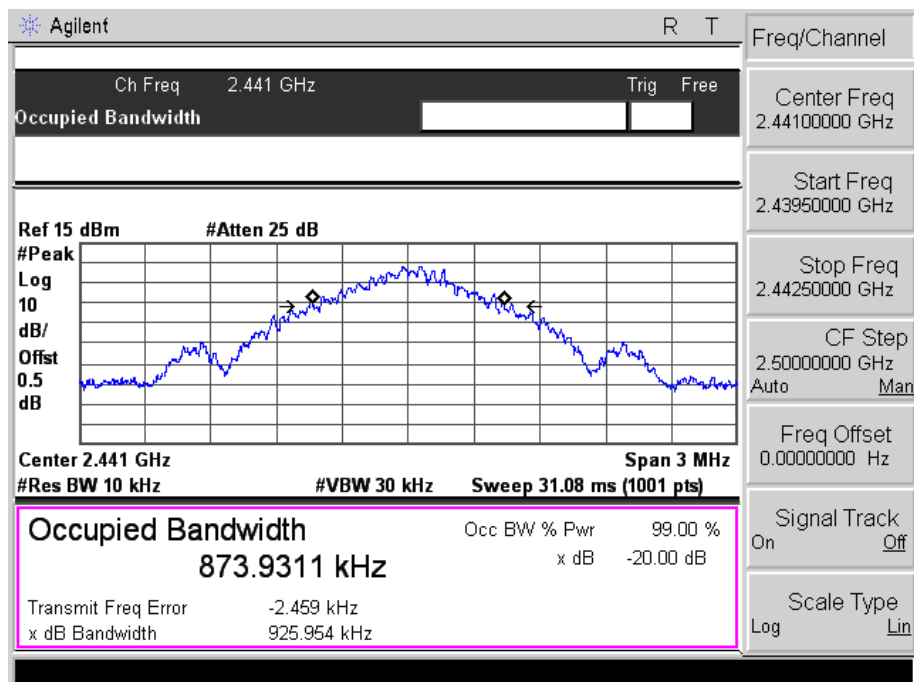 Agilent R T
Ch Freq 2.441 GHz Trig Free
Occupied Bandwidth
Ref 15 dBm #Atten 25 dB
#Peak
Log
10
dB/
Offst
0.5
dB
Center 2.441 GHz Span 3 MHz
#Res BW 10 kHz #VBW 30 kHz Sweep 31.08 ms (1001 pts)
Occupied Bandwidth Occ BW % Pwr 99.00 %
873.9311 kHz x dB -20.00 dB
Transmit Freq Error -2.459 kHz
x dB Bandwidth 925.954 kHz
Freq/Channel
Center Freq
2.44100000 GHz
Start Freq
2.43950000 GHz
Stop Freq
2.44250000 GHz
CF Step
2.50000000 GHz
Auto Man
Freq Offset
0.00000000 Hz
Signal Track
On Off
Scale Type
Log Lin